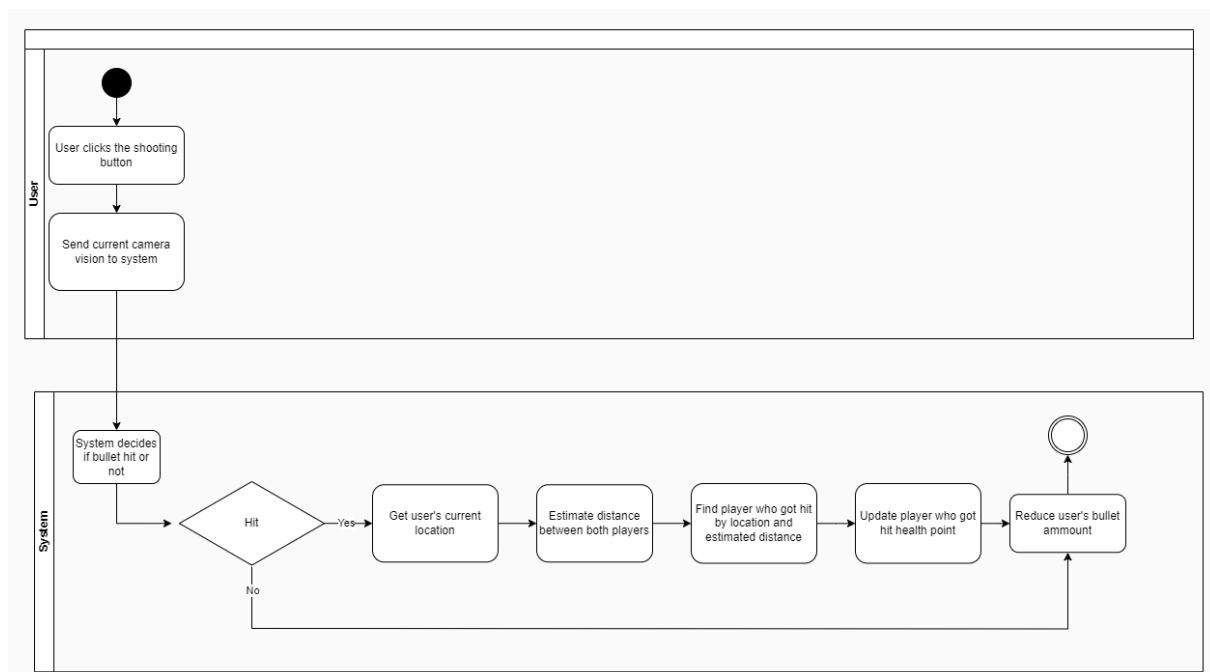 User
User clicks the shooting
button
Send current camera
vision to system
System
System decides
if bullet hit or
not
Hit
Yes
Get user's current
location
Estimate distance
between both players
Find player who got hit
by location and
estimated distance
Update player who got
hit health point
Reduce user's bullet
ammount
No